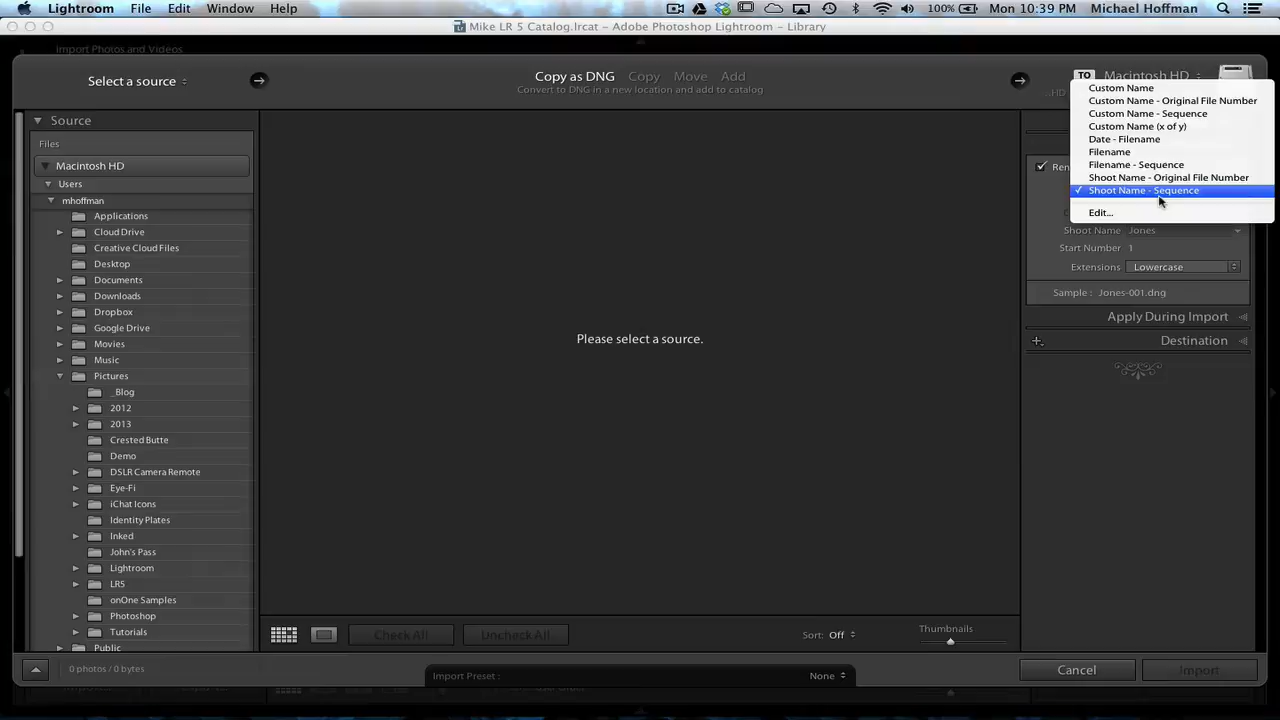 Lightroom File Edit Window Help 100% Mon 10:39 PM Michael Hoffman
Mike LR 5 Catalog.lrcat - Adobe Photoshop Lightroom - Library
Import Photos and Videos
Select a source
Copy as DNG Copy Move Add
Convert to DNG in a new location and add to catalog
TO Macintosh HD
Source
Files
Macintosh HD
Users
mhoffman
Applications
Cloud Drive
Creative Cloud Files
Desktop
Documents
Downloads
Dropbox
Google Drive
Movies
Music
Pictures
_Blog
2012
2013
Crested Butte
Demo
DSLR Camera Remote
Eye-Fi
iChat Icons
Identity Plates
Inked
John's Pass
Lightroom
LR5
onOne Samples
Photoshop
Tutorials
Public
Please select a source.
Custom Name
Custom Name - Original File Number
Custom Name - Sequence
Custom Name (x of y)
Date - Filename
Filename
Filename - Sequence
Shoot Name - Original File Number
Shoot Name - Sequence
Edit...
Shoot Name Jones
Start Number 1
Extensions Lowercase
Sample : Jones-001.dng
Apply During Import
Destination
Check All Uncheck All Sort: Off Thumbnails
0 photos / 0 bytes
Import Preset : None
Cancel Import